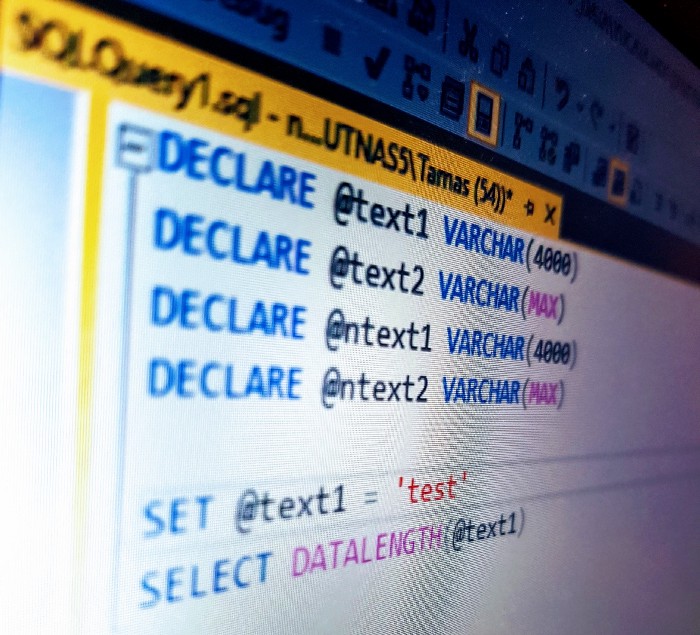 SQLQuery1.sql - n...UTNAS5\Tamas (54))*
DECLARE @text1 VARCHAR(4000)
DECLARE @text2 VARCHAR(MAX)
DECLARE @ntext1 VARCHAR(4000)
DECLARE @ntext2 VARCHAR(MAX)
SET @text1 = 'test'
SELECT DATALENGTH(@text1)